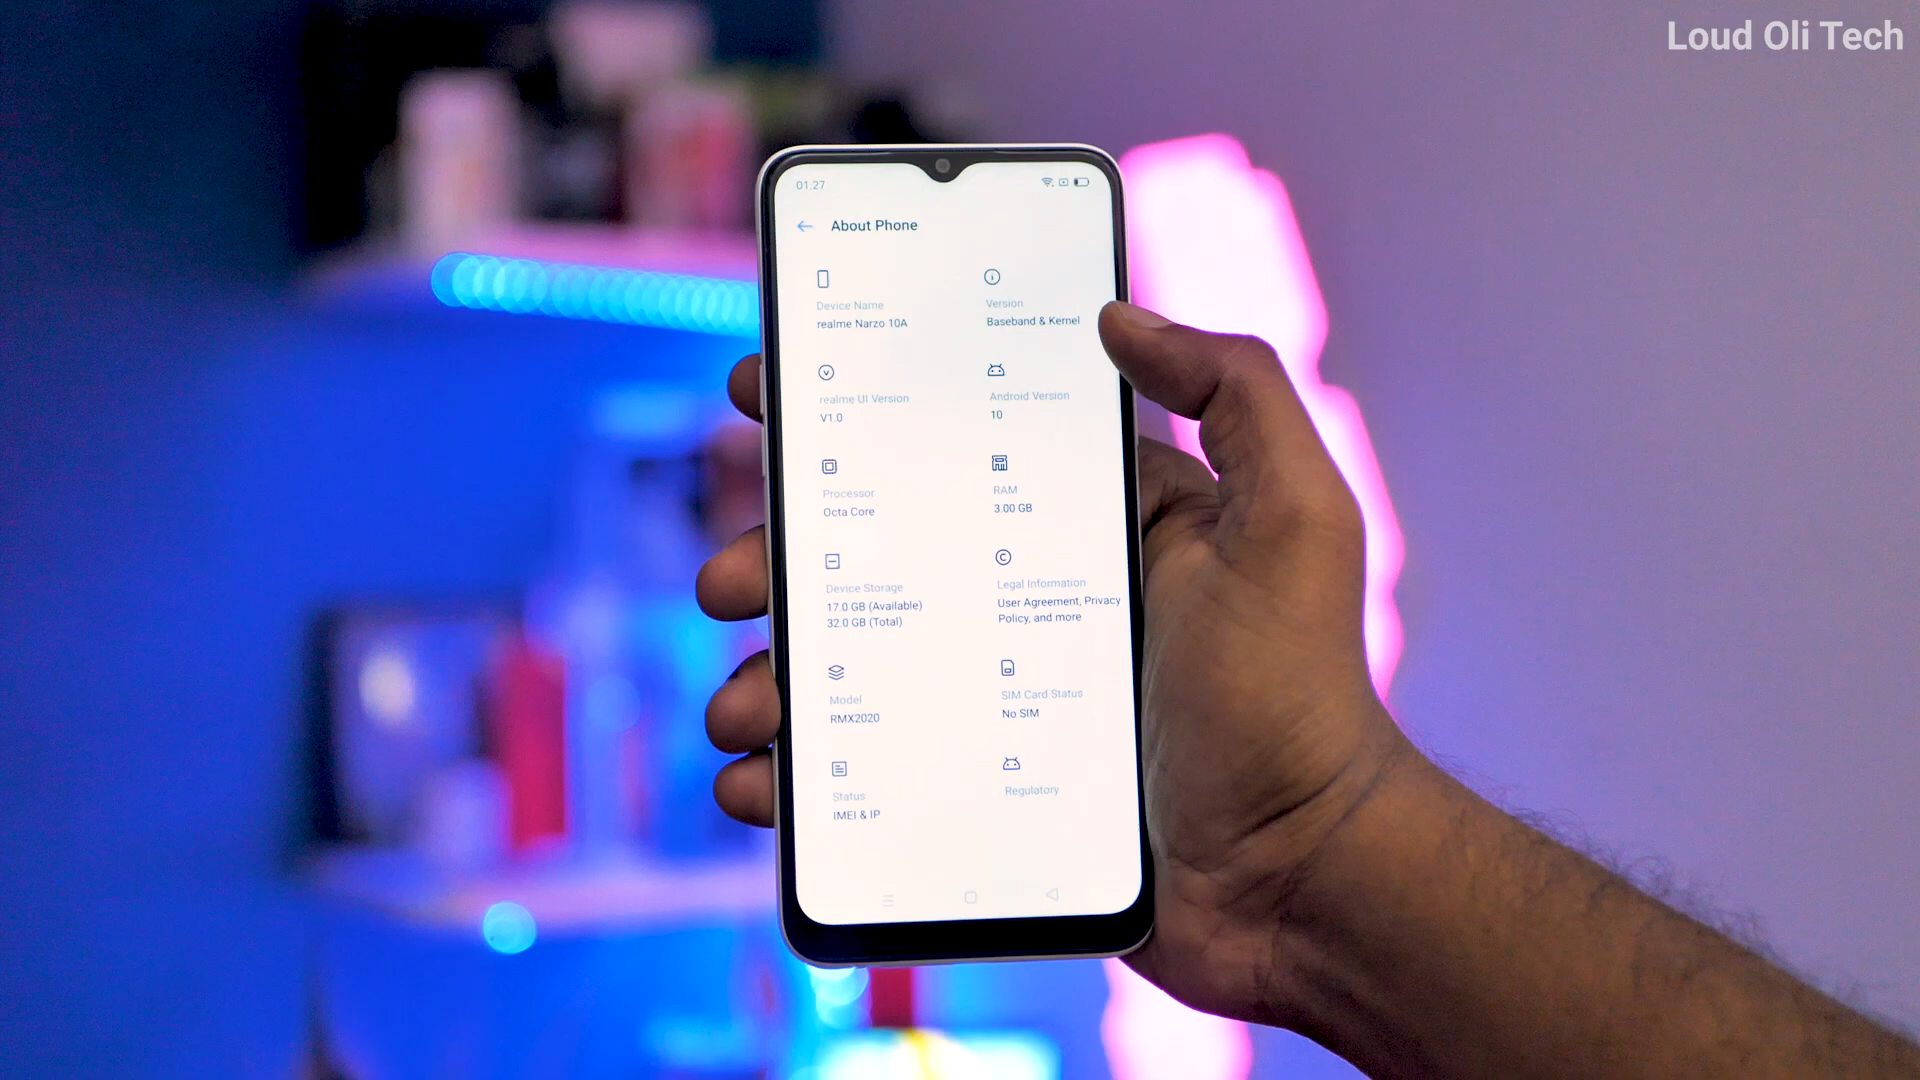 Loud Oli Tech
01:27
About Phone
Device Name
realme Narzo 10A
Version
Baseband & Kernel
realme UI Version
V1.0
Android Version
10
Processor
Octa Core
RAM
3.00 GB
Device Storage
17.0 GB (Available)
32.0 GB (Total)
Legal Information
User Agreement, Privacy
Policy, and more
Model
RMX2020
SIM Card Status
No SIM
Status
IMEI & IP
Regulatory